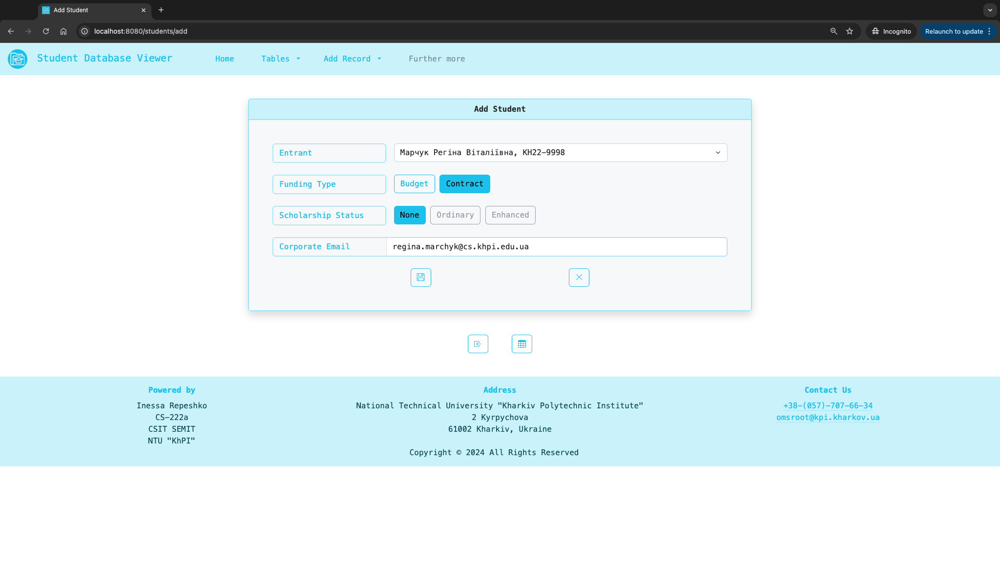 Add Student
localhost:8080/students/add
Incognito
Relaunch to update
Student Database Viewer
Home
Tables
Add Record
Further more
Add Student
Entrant
Марчук Регіна Віталіївна, КН22-9998
Funding Type
Budget
Contract
Scholarship Status
None
Ordinary
Enhanced
Corporate Email
regina.marchyk@cs.khpi.edu.ua
Powered by
Inessa Repeshko
CS-222a
CSIT SEMIT
NTU "KhPI"
Address
National Technical University "Kharkiv Polytechnic Institute"
2 Kyrpychova
61002 Kharkiv, Ukraine
Copyright © 2024 All Rights Reserved
Contact Us
+38-(057)-707-66-34
omsroot@kpi.kharkov.ua